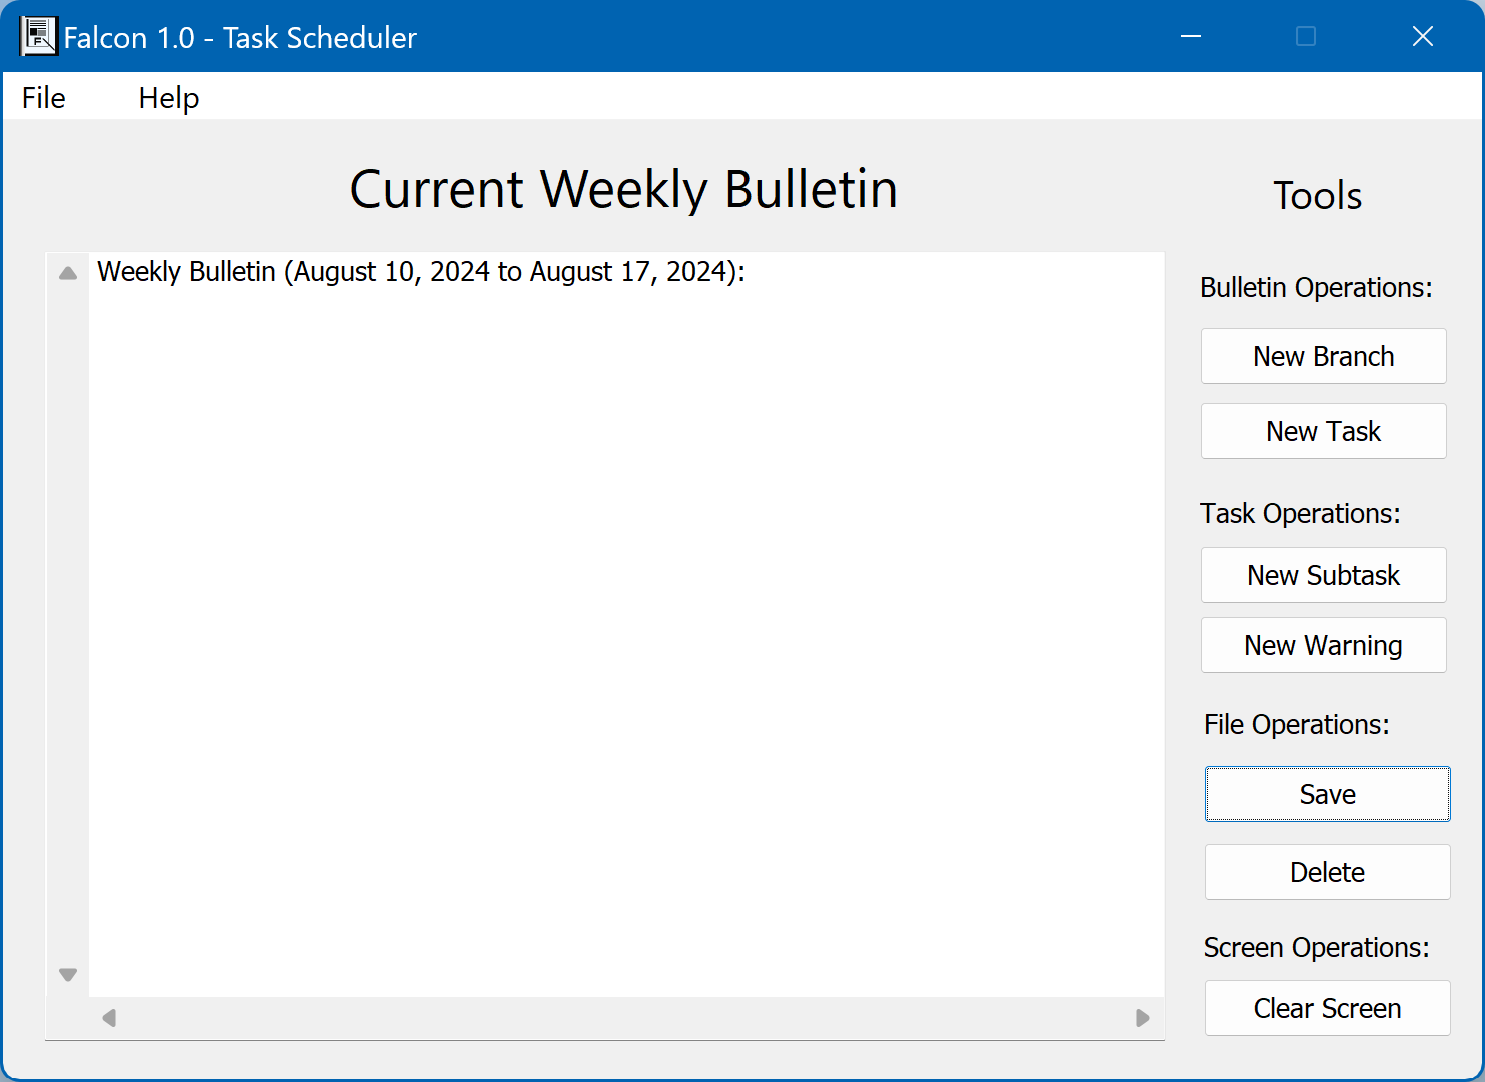 Falcon 1.0 - Task Scheduler
File Help
Current Weekly Bulletin
Weekly Bulletin (August 10, 2024 to August 17, 2024):
Tools
Bulletin Operations:
New Branch
New Task
Task Operations:
New Subtask
New Warning
File Operations:
Save
Delete
Screen Operations:
Clear Screen